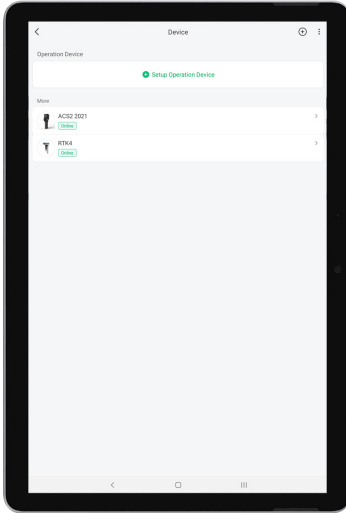 Device
Operation Device
Setup Operation Device
More
ACS2 2021
Online
RTK4
Online